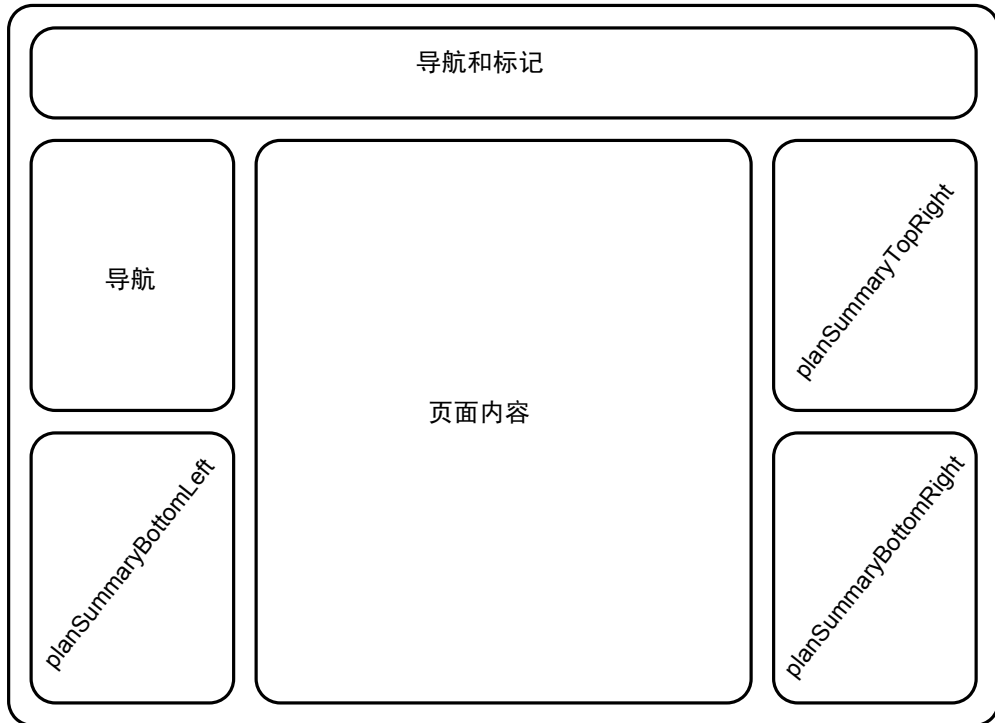 导航和标记
导航
planSummaryTopRight
页面内容
planSummaryBottomLeft
planSummaryBottomRight